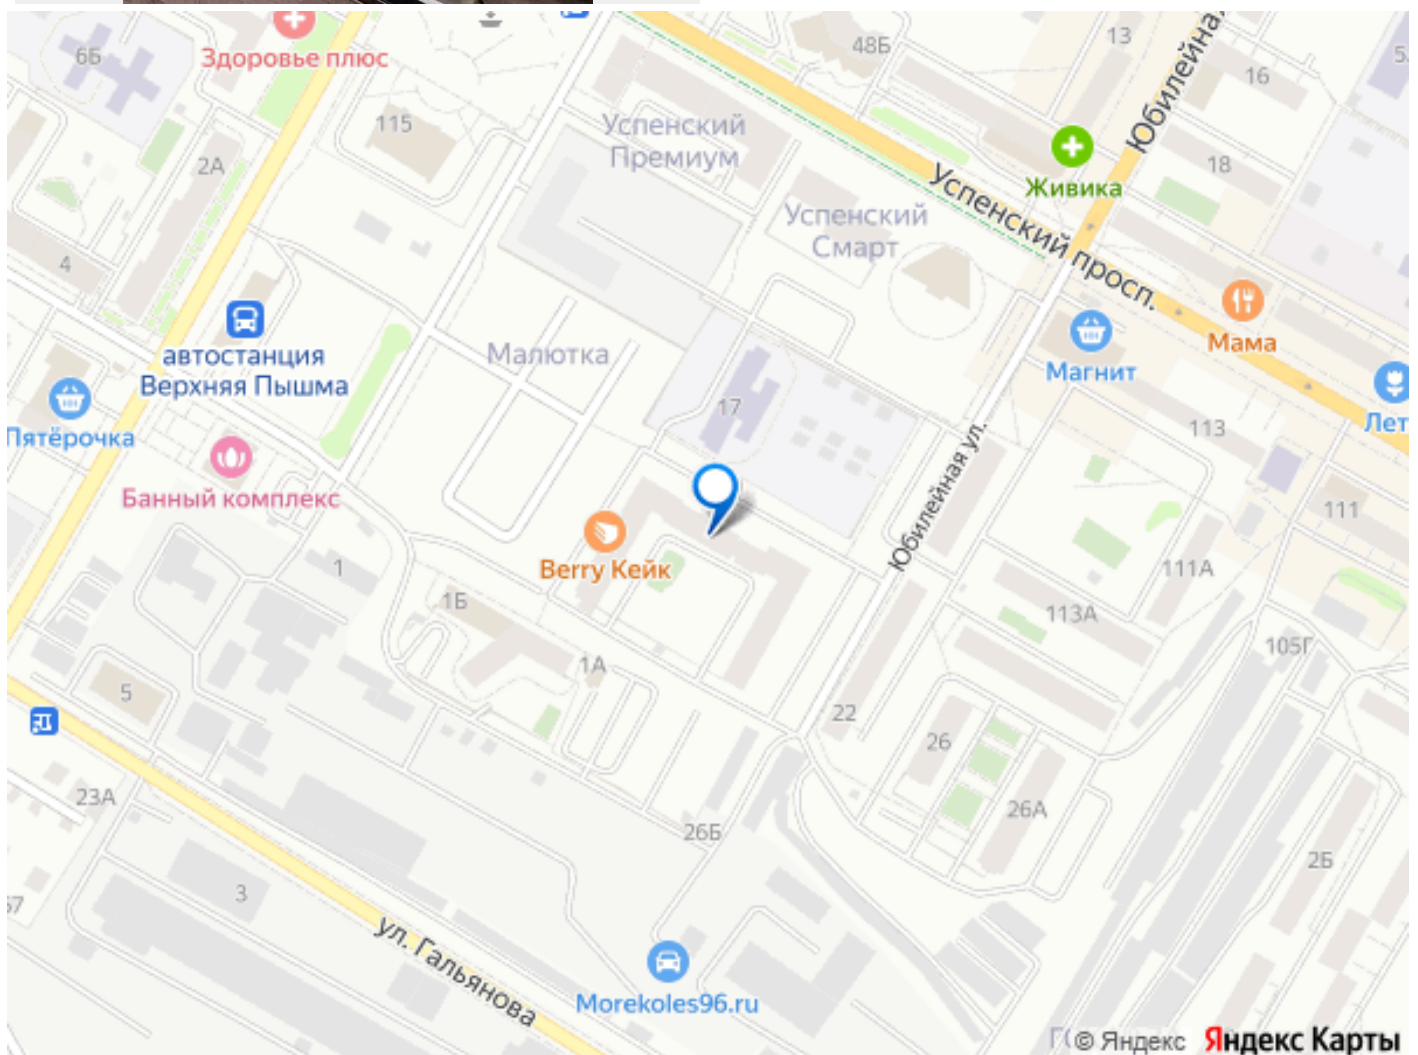 6Б
Здоровье плюс
48Б
13
16
Юбилейная
115
2А
Успенский
Премиум
18
Живика
Успенский
Смарт
Успенский просп.
4
автостанция
Верхняя Пышма
Малютка
Магнит
Мама
Пятёрочка
17
113
Лет
Банный комплекс
Юбилейная ул.
111
Berry Кейк
1
111А
1Б
113А
1А
105Г
5
22
26
23А
26А
26Б
2Б
3
57
ул. Гальянова
Morekoles96.ru
© Яндекс Яндекс Карты